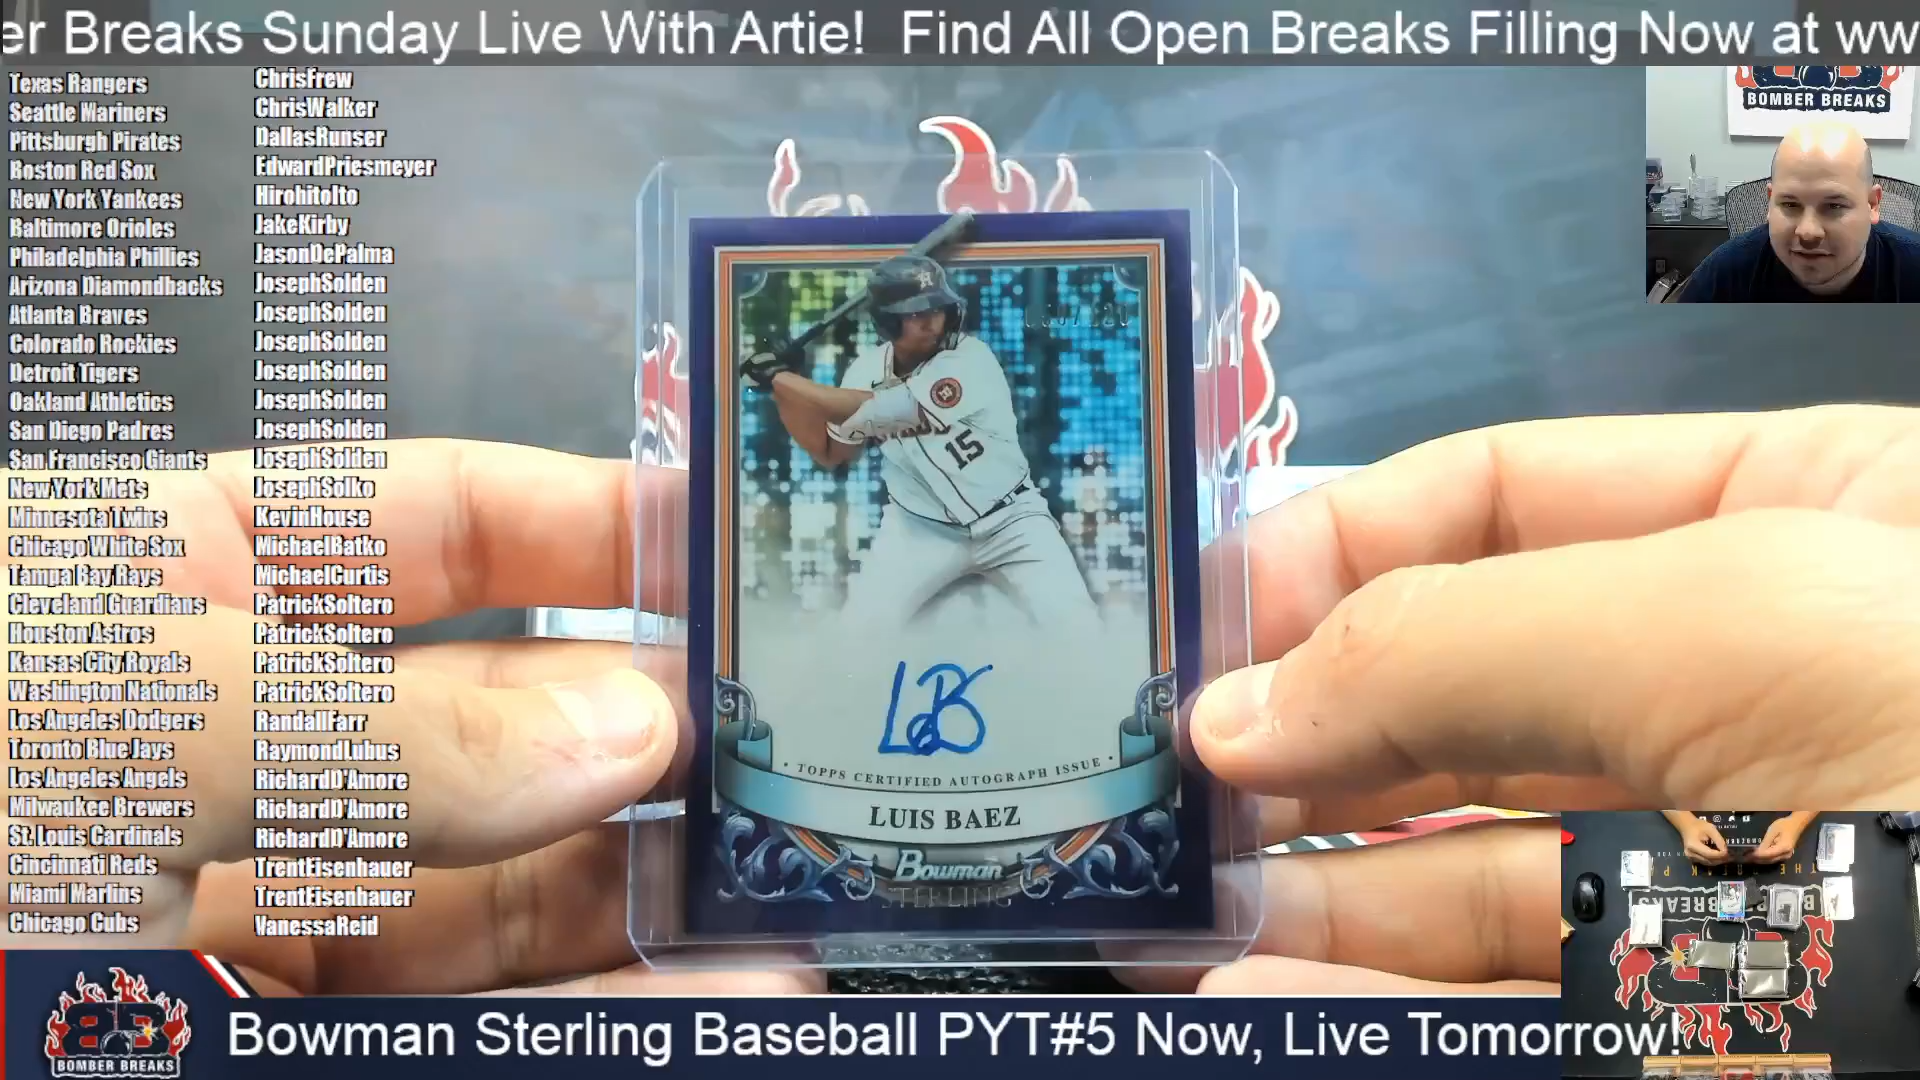 er Breaks Sunday Live With Artie! Find All Open Breaks Filling Now at ww
Texas Rangers ChrisFrew
Seattle Mariners ChrisWalker
Pittsburgh Pirates DallasRunser
Boston Red Sox EdwardPriesmeyer
New York Yankees HirohitoIto
Baltimore Orioles JakeKirby
Philadelphia Phillies JasonDePalma
Arizona Diamondbacks JosephSolden
Atlanta Braves JosephSolden
Colorado Rockies JosephSolden
Detroit Tigers JosephSolden
Oakland Athletics JosephSolden
San Diego Padres JosephSolden
San Francisco Giants JosephSolden
New York Mets JosephSolko
Minnesota Twins KevinHouse
Chicago White Sox MichaelBatko
Tampa Bay Rays MichaelCurtis
Cleveland Guardians PatrickSoltero
Houston Astros PatrickSoltero
Kansas City Royals PatrickSoltero
Washington Nationals PatrickSoltero
Los Angeles Dodgers RandallFarr
Toronto Blue Jays RaymondLubus
Los Angeles Angels RichardD'Amore
Milwaukee Brewers RichardD'Amore
St. Louis Cardinals RichardD'Amore
Cincinnati Reds TrentEisenhauer
Miami Marlins TrentEisenhauer
Chicago Cubs VanessaReid
BOMBER BREAKS
H
15
LB
• TOPPS CERTIFIED AUTOGRAPH ISSUE •
LUIS BAEZ
Bowman
STERLING
BREAKS
BB
BOMBER BREAKS
Bowman Sterling Baseball PYT#5 Now, Live Tomorrow!